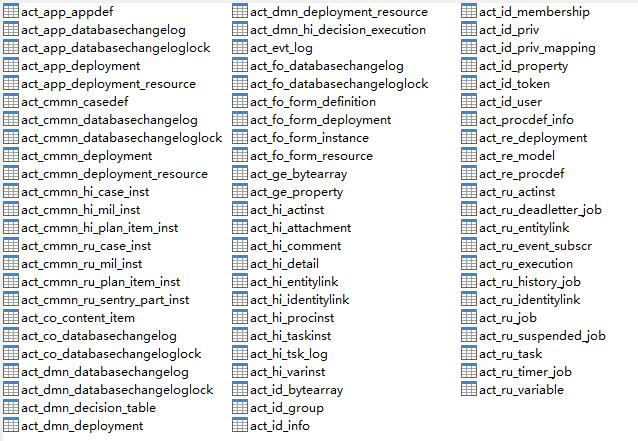 act_app_appdef
act_app_databasechangelog
act_app_databasechangeloglock
act_app_deployment
act_app_deployment_resource
act_cmmn_casedef
act_cmmn_databasechangelog
act_cmmn_databasechangeloglock
act_cmmn_deployment
act_cmmn_deployment_resource
act_cmmn_hi_case_inst
act_cmmn_hi_mil_inst
act_cmmn_hi_plan_item_inst
act_cmmn_ru_case_inst
act_cmmn_ru_mil_inst
act_cmmn_ru_plan_item_inst
act_cmmn_ru_sentry_part_inst
act_co_content_item
act_co_databasechangelog
act_co_databasechangeloglock
act_dmn_databasechangelog
act_dmn_databasechangeloglock
act_dmn_decision_table
act_dmn_deployment
act_dmn_deployment_resource
act_dmn_hi_decision_execution
act_evt_log
act_fo_databasechangelog
act_fo_databasechangeloglock
act_fo_form_definition
act_fo_form_deployment
act_fo_form_instance
act_fo_form_resource
act_ge_bytearray
act_ge_property
act_hi_actinst
act_hi_attachment
act_hi_comment
act_hi_detail
act_hi_entitylink
act_hi_identitylink
act_hi_procinst
act_hi_taskinst
act_hi_tsk_log
act_hi_varinst
act_id_bytearray
act_id_group
act_id_info
act_id_membership
act_id_priv
act_id_priv_mapping
act_id_property
act_id_token
act_id_user
act_procdef_info
act_re_deployment
act_re_model
act_re_procdef
act_ru_actinst
act_ru_deadletter_job
act_ru_entitylink
act_ru_event_subscr
act_ru_execution
act_ru_history_job
act_ru_identitylink
act_ru_job
act_ru_suspended_job
act_ru_task
act_ru_timer_job
act_ru_variable